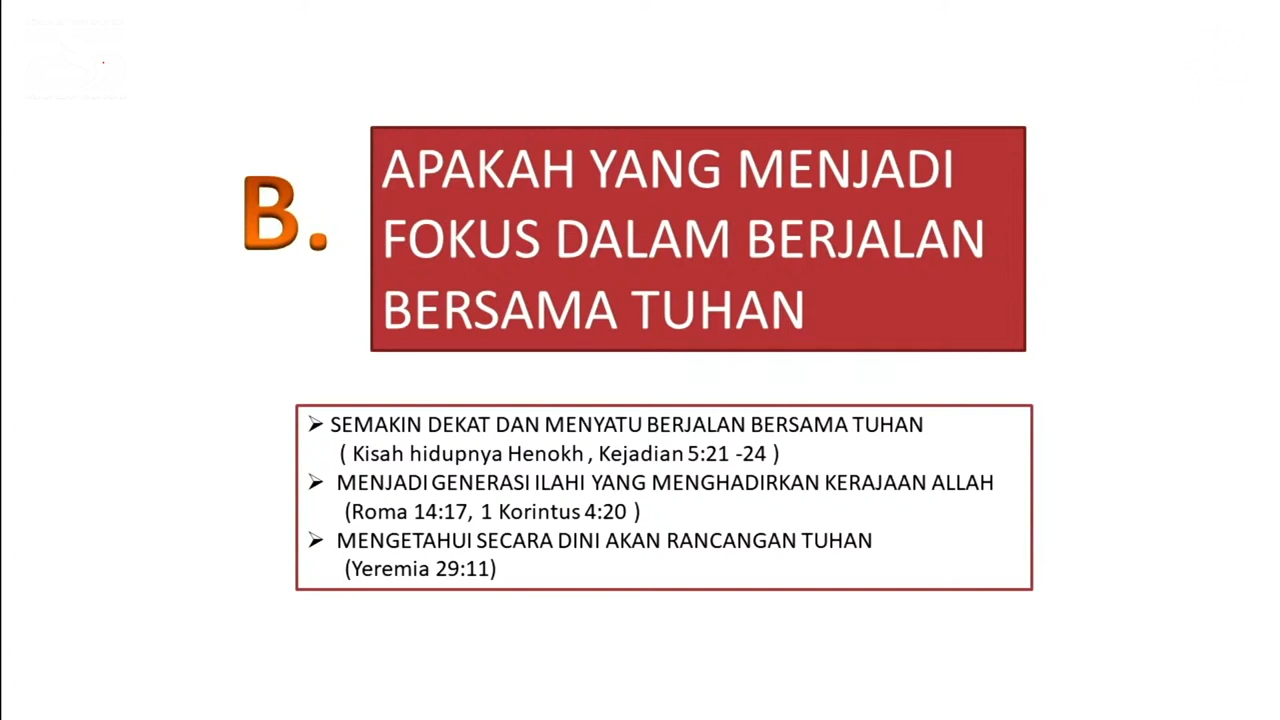 B.
APAKAH YANG MENJADI
FOKUS DALAM BERJALAN
BERSAMA TUHAN
➢ SEMAKIN DEKAT DAN MENYATU BERJALAN BERSAMA TUHAN
( Kisah hidupnya Henokh , Kejadian 5:21 -24 )
➢ MENJADI GENERASI ILAHI YANG MENGHADIRKAN KERAJAAN ALLAH
(Roma 14:17, 1 Korintus 4:20 )
➢ MENGETAHUI SECARA DINI AKAN RANCANGAN TUHAN
(Yeremia 29:11)